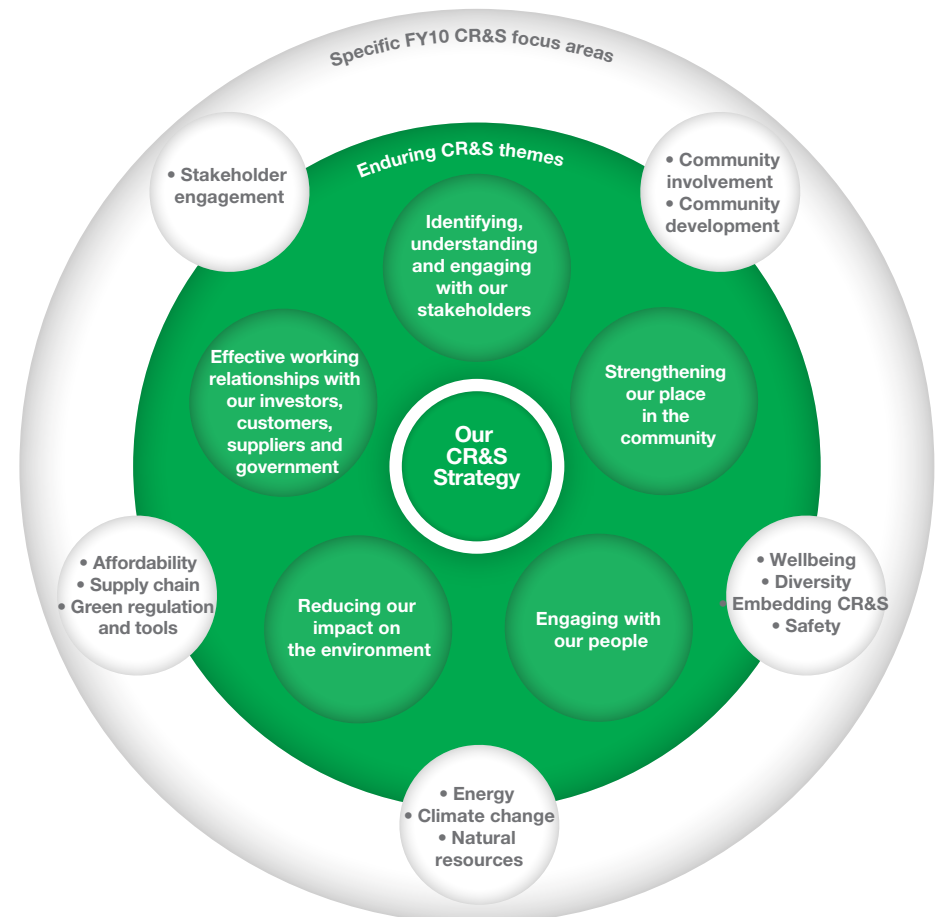 Specific FY10 CR&S focus areas
Enduring CR&S themes
• Stakeholder
engagement
• Community
involvement
• Community
development
Identifying,
understanding
and engaging
with our
stakeholders
Effective working
relationships with
our investors,
customers,
suppliers and
government
Strengthening
our place
in the
community
Our
CR&S
Strategy
• Affordability
• Supply chain
• Green regulation
and tools
• Wellbeing
• Diversity
• Embedding CR&S
• Safety
Reducing our
impact on
the environment
Engaging with
our people
• Energy
• Climate change
• Natural
resources